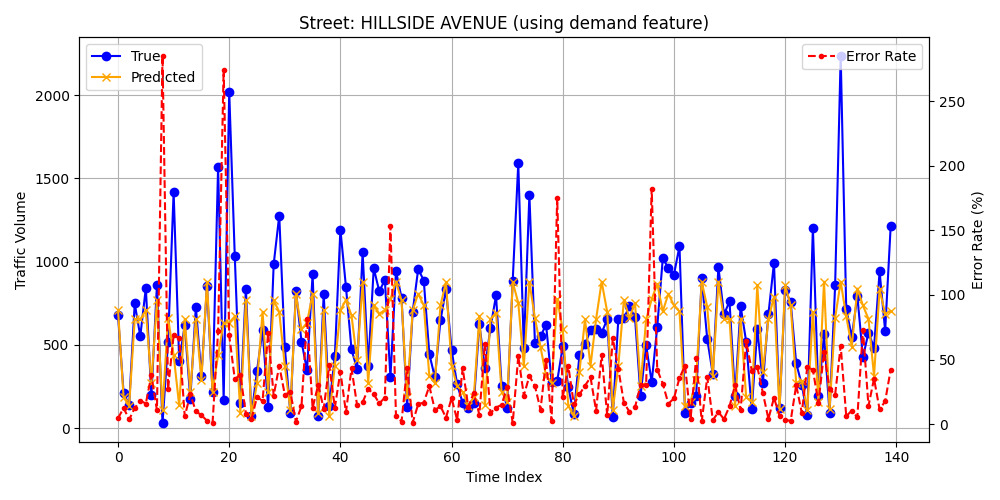 Street: HILLSIDE AVENUE (using demand feature)
True
Predicted
Error Rate
Traffic Volume
0
500
1000
1500
2000
Error Rate (%)
0
50
100
150
200
250
0 20 40 60 80 100 120 140
Time Index